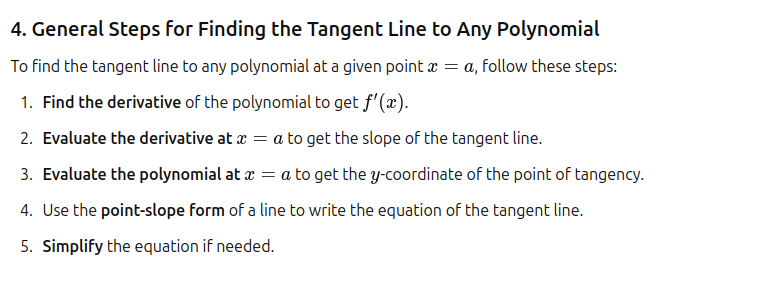 4. General Steps for Finding the Tangent Line to Any Polynomial
To find the tangent line to any polynomial at a given point x = a, follow these steps:
1. Find the derivative of the polynomial to get f′(x).
2. Evaluate the derivative at x = a to get the slope of the tangent line.
3. Evaluate the polynomial at x = a to get the y-coordinate of the point of tangency.
4. Use the point-slope form of a line to write the equation of the tangent line.
5. Simplify the equation if needed.